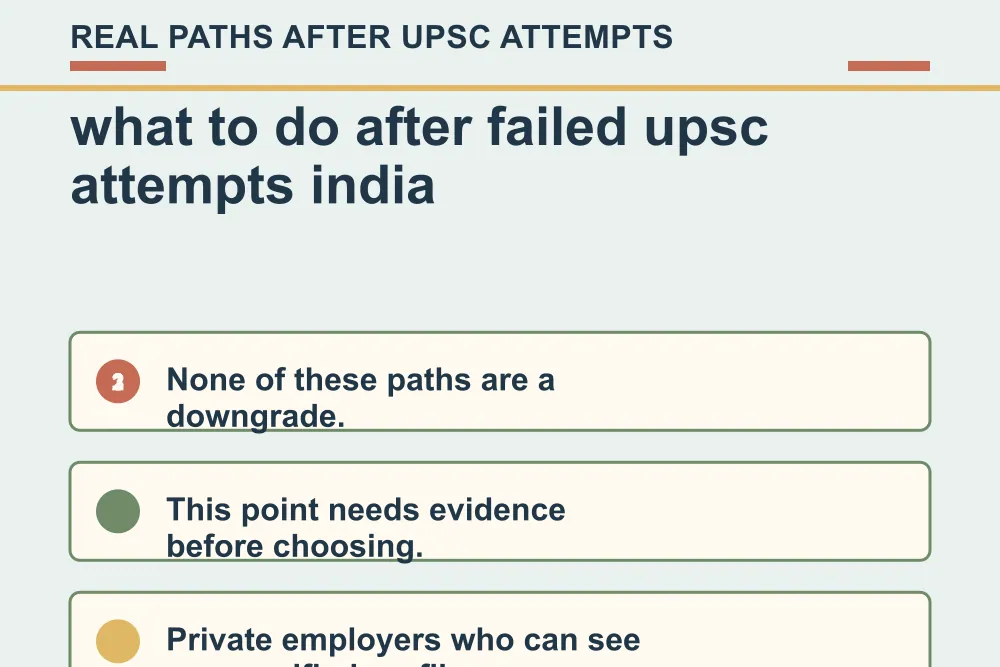 REAL PATHS AFTER UPSC ATTEMPTS
what to do after failed upsc
attempts india
None of these paths are a
downgrade.
This point needs evidence
before choosing.
Private employers who can see